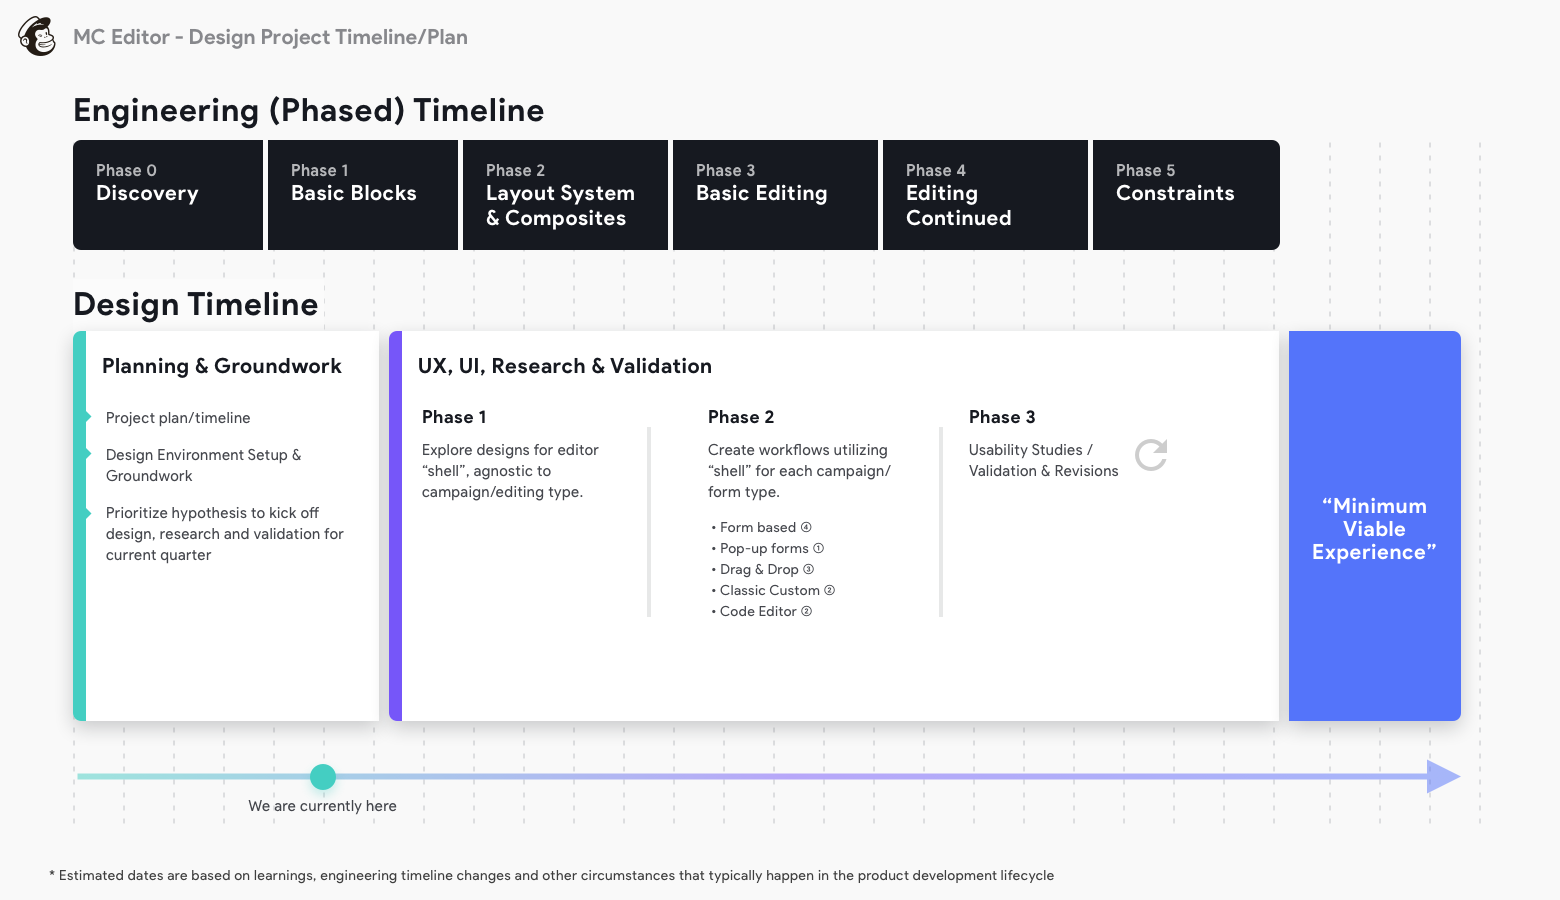 MC Editor - Design Project Timeline/Plan
Engineering (Phased) Timeline
Phase 0
Discovery
Phase 1
Basic Blocks
Phase 2
Layout System
& Composites
Phase 3
Basic Editing
Phase 4
Editing
Continued
Phase 5
Constraints
Design Timeline
Planning & Groundwork
Project plan/timeline
Design Environment Setup &
Groundwork
Prioritize hypothesis to kick off
design, research and validation for
current quarter
UX, UI, Research & Validation
Phase 1
Explore designs for editor
“shell”, agnostic to
campaign/editing type.
Phase 2
Create workflows utilizing
“shell” for each campaign/
form type.
• Form based ④
• Pop-up forms ①
• Drag & Drop ③
• Classic Custom ②
• Code Editor ②
Phase 3
Usability Studies /
Validation & Revisions
“Minimum
Viable
Experience”
We are currently here
* Estimated dates are based on learnings, engineering timeline changes and other circumstances that typically happen in the product development lifecycle